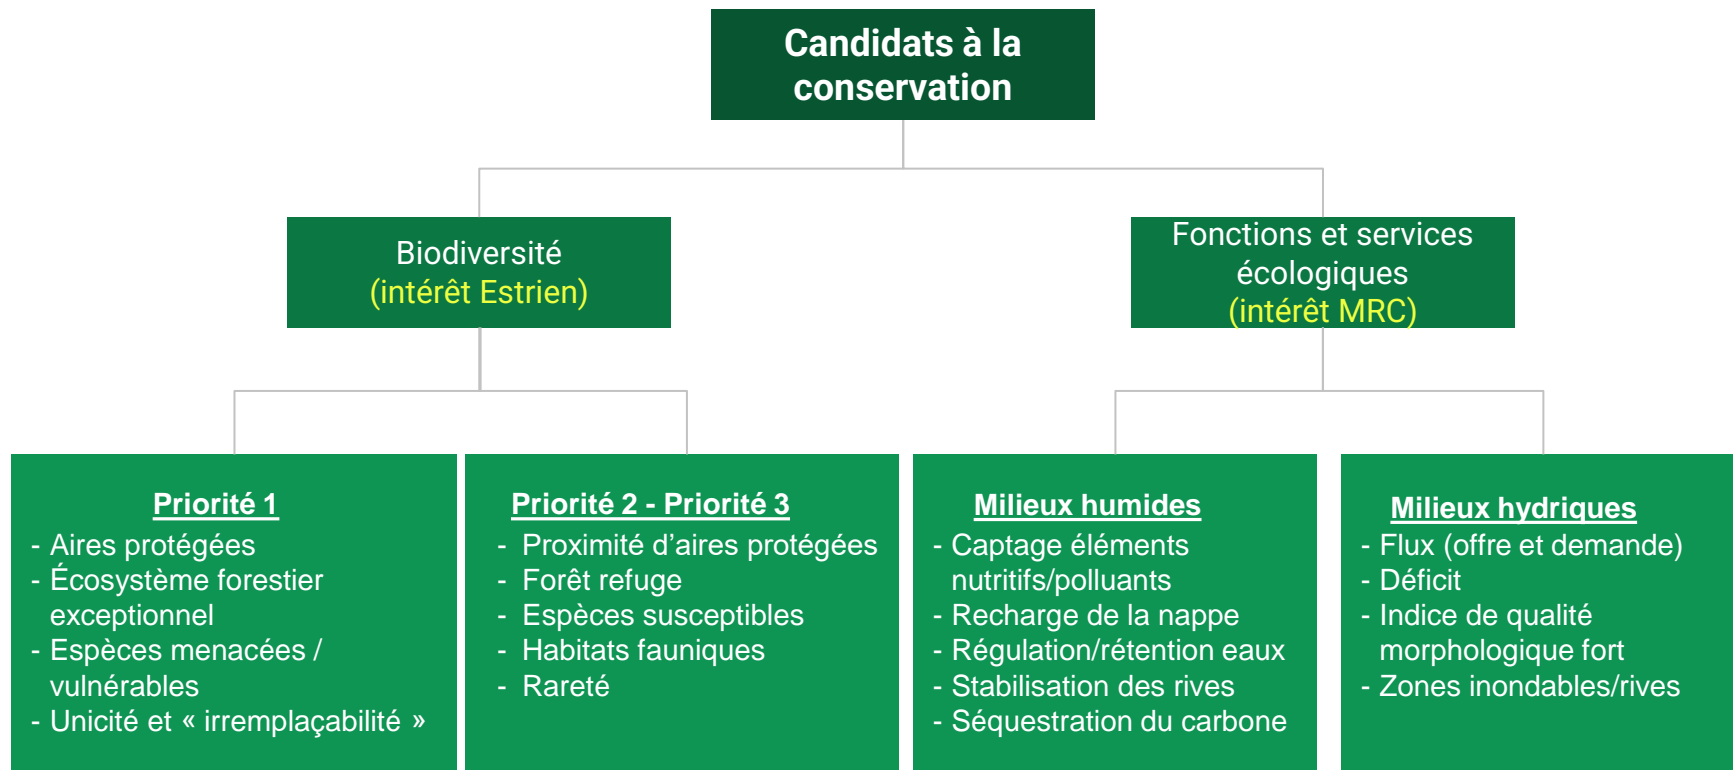 Candidats à la
conservation
Biodiversité
(intérêt Estrien)
Fonctions et services
écologiques
(intérêt MRC)
Priorité 1
- Aires protégées
- Écosystème forestier
exceptionnel
- Espèces menacées /
vulnérables
- Unicité et « irremplaçabilité »
Priorité 2 - Priorité 3
- Proximité d’aires protégées
- Forêt refuge
- Espèces susceptibles
- Habitats fauniques
- Rareté
Milieux humides
- Captage éléments
nutritifs/polluants
- Recharge de la nappe
- Régulation/rétention eaux
- Stabilisation des rives
- Séquestration du carbone
Milieux hydriques
- Flux (offre et demande)
- Déficit
- Indice de qualité
morphologique fort
- Zones inondables/rives